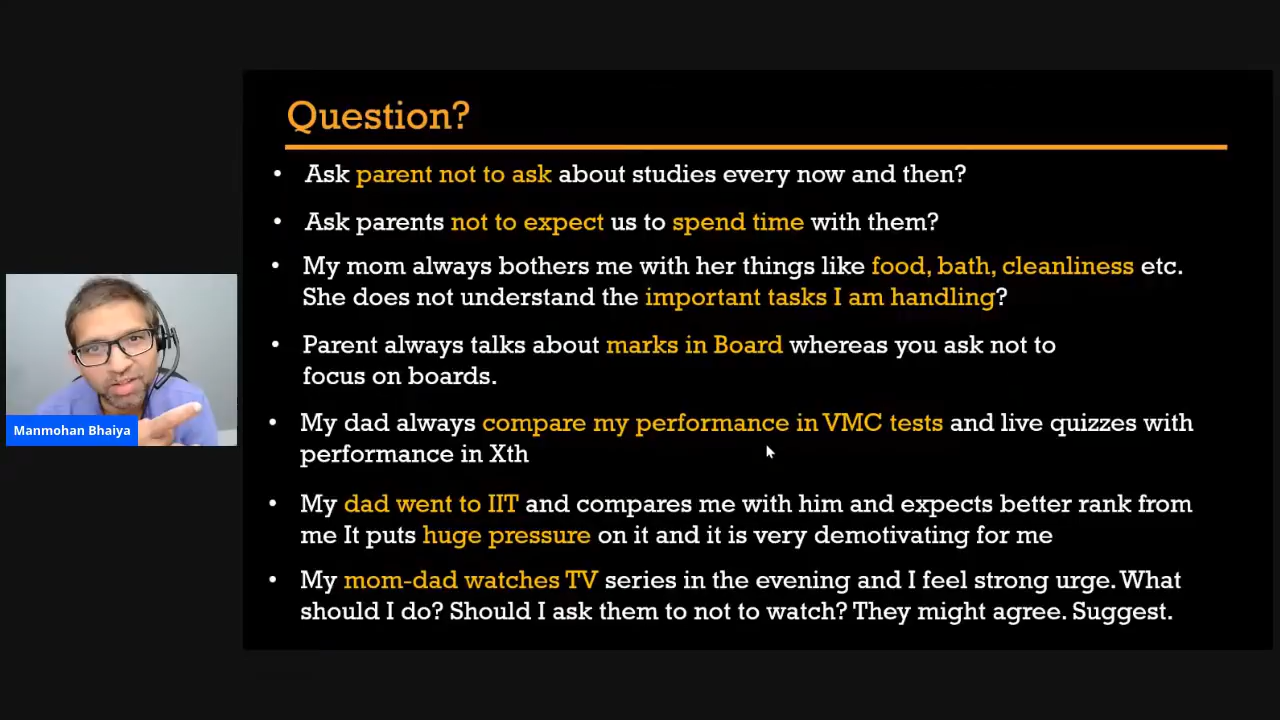 Question?
• Ask parent not to ask about studies every now and then?
• Ask parents not to expect us to spend time with them?
• My mom always bothers me with her things like food, bath, cleanliness etc.
She does not understand the important tasks I am handling?
• Parent always talks about marks in Board whereas you ask not to
focus on boards.
• My dad always compare my performance in VMC tests and live quizzes with
performance in Xth
• My dad went to IIT and compares me with him and expects better rank from
me It puts huge pressure on it and it is very demotivating for me
• My mom-dad watches TV series in the evening and I feel strong urge. What
should I do? Should I ask them to not to watch? They might agree. Suggest.
Manmohan Bhaiya